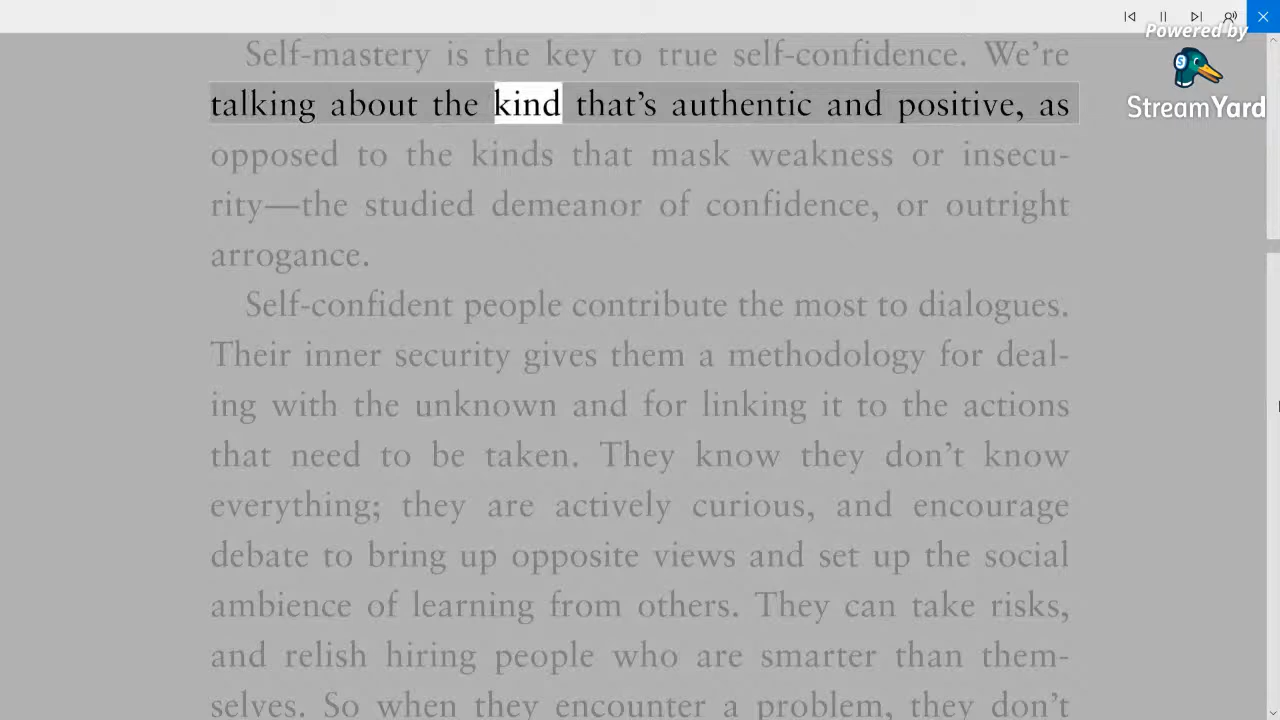 Powered by
StreamYard
Self-mastery is the key to true self-confidence. We’re
talking about the kind that’s authentic and positive, as
opposed to the kinds that mask weakness or insecu-
rity—the studied demeanor of confidence, or outright
arrogance.
Self-confident people contribute the most to dialogues.
Their inner security gives them a methodology for deal-
ing with the unknown and for linking it to the actions
that need to be taken. They know they don’t know
everything; they are actively curious, and encourage
debate to bring up opposite views and set up the social
ambience of learning from others. They can take risks,
and relish hiring people who are smarter than them-
selves. So when they encounter a problem, they don’t